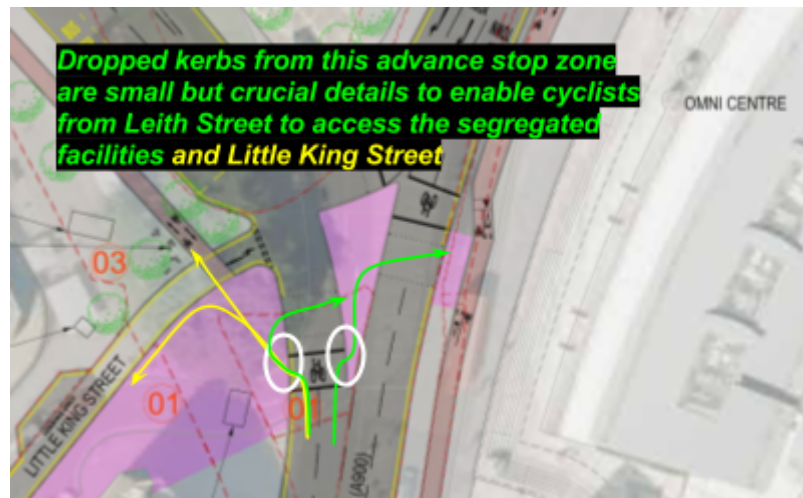 Dropped kerbs from this advance stop zone
are small but crucial details to enable cyclists
from Leith Street to access the segregated
facilities and Little King Street
OMNI CENTRE
03
01
01
LITTLE KING STREET
(A900)